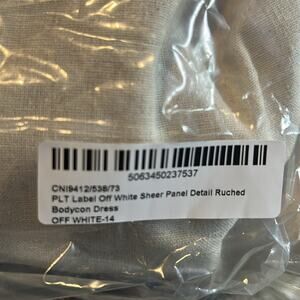 5063450237537
CNI9412/538/73
PLT Label Off White Sheer Panel Detail Ruched
Bodycon Dress
OFF WHITE-14